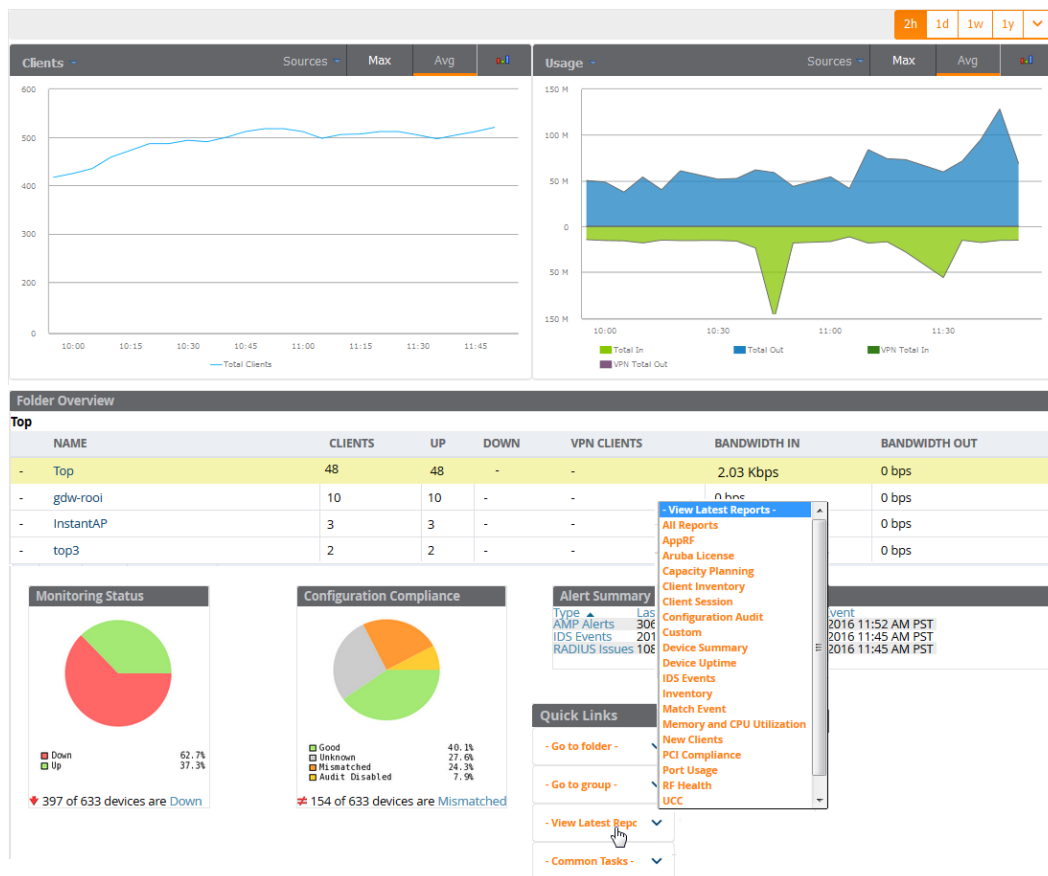 2h 1d 1w 1y
Clients Sources Max Avg
600
500
400
300
200
0
10:00 10:15 10:30 10:45 11:00 11:15 11:30 11:45
Total Clients
Usage Sources Max Avg
150 M
100 M
50 M
0
50 M
150 M
10:00 10:30 11:00 11:30
Total In Total Out VPN Total In
VPN Total Out
Folder Overview
Top
NAME CLIENTS UP DOWN VPN CLIENTS BANDWIDTH IN BANDWIDTH OUT
- Top 48 48 - - 2.03 Kbps 0 bps
- gdw-rooi 10 10 - - 0 bps 0 bps
- InstantAP 3 3 - - 0 bps
- top3 2 2 - - 0 bps
Monitoring Status
Down 62.7%
Up 37.3%
397 of 633 devices are Down
Configuration Compliance
Good 40.1%
Unknown 27.6%
Mismatched 24.3%
Audit Disabled 7.9%
≠ 154 of 633 devices are Mismatched
Alert Summary
Type Las vent
AMP Alerts 306 2016 11:52 AM PST
IDS Events 201 2016 11:45 AM PST
RADIUS Issues 108 2016 11:45 AM PST
Quick Links
- Go to folder -
- Go to group -
- View Latest Repc
- Common Tasks -
- View Latest Reports -
All Reports
AppRF
Aruba License
Capacity Planning
Client Inventory
Client Session
Configuration Audit
Custom
Device Summary
Device Uptime
IDS Events
Inventory
Match Event
Memory and CPU Utilization
New Clients
PCI Compliance
Port Usage
RF Health
UCC